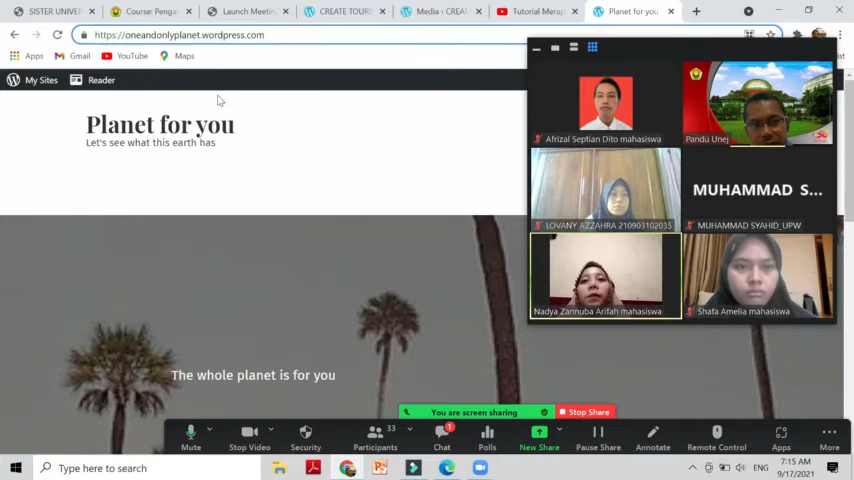 SISTER UNIVER
Course: Pengan
Launch Meetin
CREATE TOURI
Media ‹ CREAT
Tutorial Merap
Planet for you
https://oneandonlyplanet.wordpress.com
Apps
Gmail
YouTube
Maps
My Sites
Reader
Planet for you
Let's see what this earth has
The whole planet is for you
Afrizal Septian Dito mahasiswa
Pandu Unej
LOVANY AZZAHRA 210903102035
MUHAMMAD S...
MUHAMMAD SYAHID_UPW
Nadya Zannuba Arifah mahasiswa
Shafa Amelia mahasiswa
You are screen sharing
Stop Share
Mute
Stop Video
Security
33
Participants
1
Chat
Polls
New Share
Pause Share
Annotate
Remote Control
Apps
More
Type here to search
ENG
7:15 AM
9/17/2021